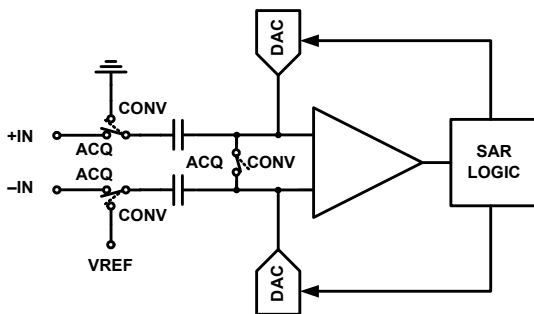 DAC
CONV
+IN
ACQ
ACQ
CONV
SAR
LOGIC
ACQ
–IN
CONV
VREF
DAC